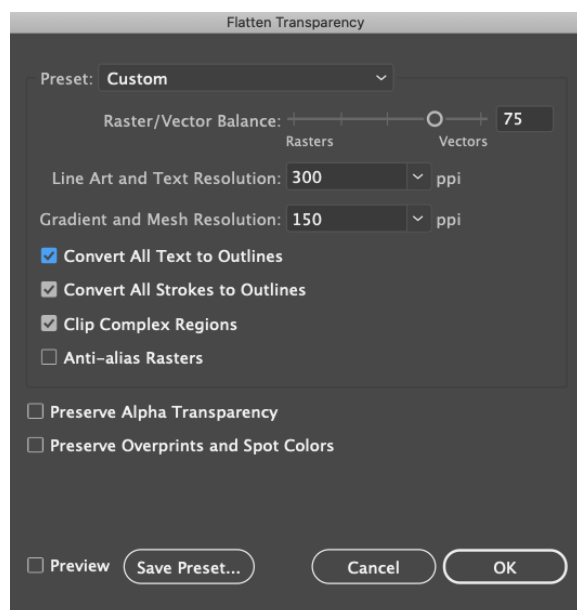 Flatten Transparency
Preset: Custom
Raster/Vector Balance: 75
Rasters Vectors
Line Art and Text Resolution: 300 ppi
Gradient and Mesh Resolution: 150 ppi
Convert All Text to Outlines
Convert All Strokes to Outlines
Clip Complex Regions
Anti-alias Rasters
Preserve Alpha Transparency
Preserve Overprints and Spot Colors
Preview Save Preset... Cancel OK